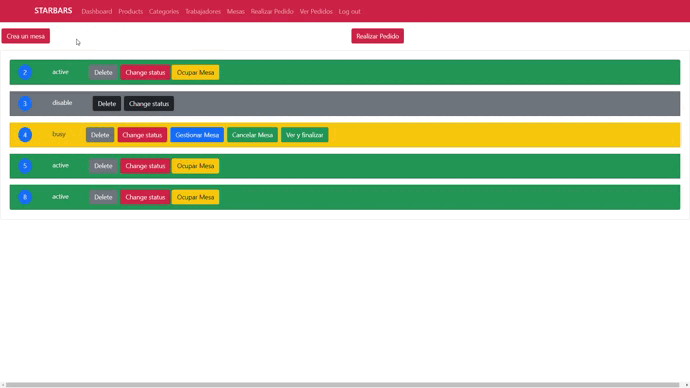 STARBARS Dashboard Products Categories Trabajadores Mesas Realizar Pedido Ver Pedidos Log out
Crea un mesa Realizar Pedido
2 active Delete Change status Ocupar Mesa
3 disable Delete Change status
4 busy Delete Change status Gestionar Mesa Cancelar Mesa Ver y finalizar
5 active Delete Change status Ocupar Mesa
8 active Delete Change status Ocupar Mesa